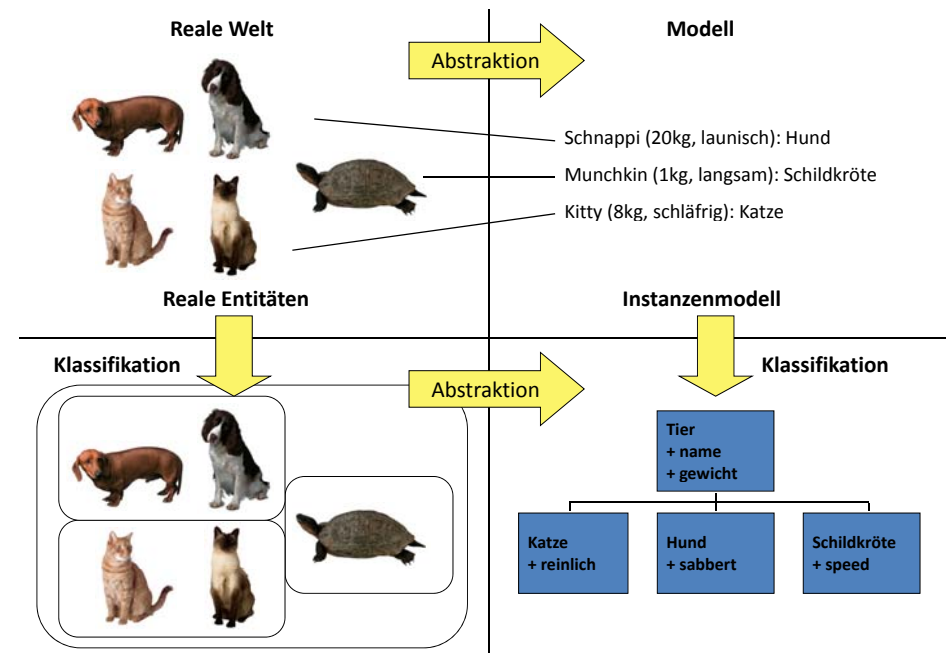 Reale Welt
Abstraktion
Modell
Schnappi (20kg, launisch): Hund
Munchkin (1kg, langsam): Schildkröte
Kitty (8kg, schläfrig): Katze
Reale Entitäten
Instanzenmodell
Klassifikation
Abstraktion
Klassifikation
Tier
+ name
+ gewicht
Katze
+ reinlich
Hund
+ sabbert
Schildkröte
+ speed